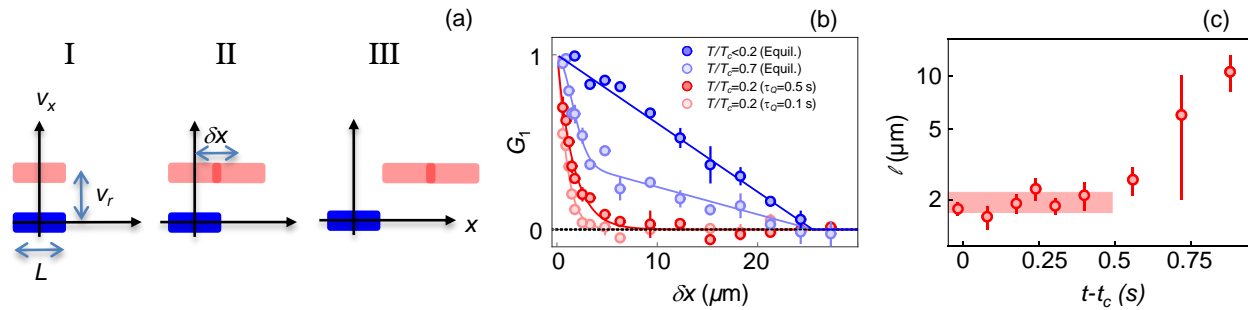 (a)
I
II
III
v_x
δx
v_r
x
L
(b)
1
0
G_1
T/T_c<0.2 (Equil.)
T/T_c=0.7 (Equil.)
T/T_c=0.2 (τ_Q=0.5 s)
T/T_c=0.2 (τ_Q=0.1 s)
0 10 20
δx (μm)
(c)
10
5
2
ℓ (μm)
0 0.25 0.50 0.75
t-t_c (s)